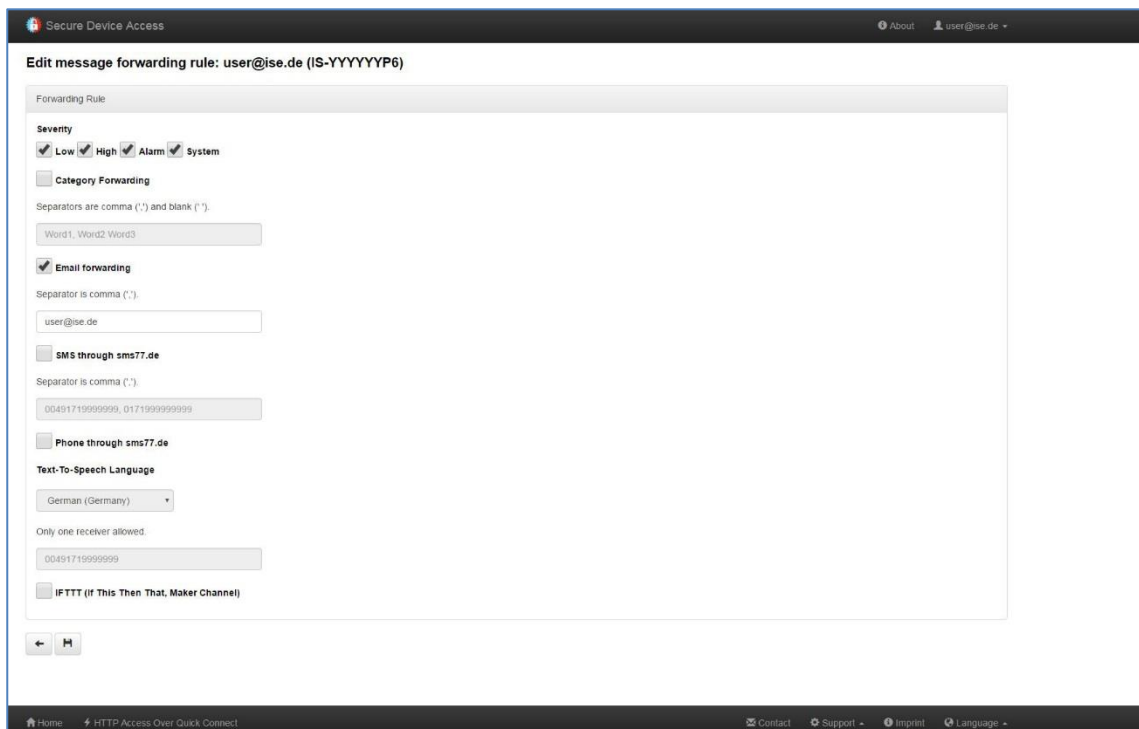 Secure Device Access About user@ise.de
Edit message forwarding rule: user@ise.de (IS-YYYYYYP6)
Forwarding Rule
Severity
Low High Alarm System
Category Forwarding
Separators are comma (',') and blank (' ').
Word1, Word2 Word3
Email forwarding
Separator is comma (',').
user@ise.de
SMS through sms77.de
Separator is comma (',').
00491719999999, 0171999999999
Phone through sms77.de
Text-To-Speech Language
German (Germany)
Only one receiver allowed.
00491719999999
IFTTT (If This Then That, Maker Channel)
Home HTTP Access Over Quick Connect Contact Support Imprint Language